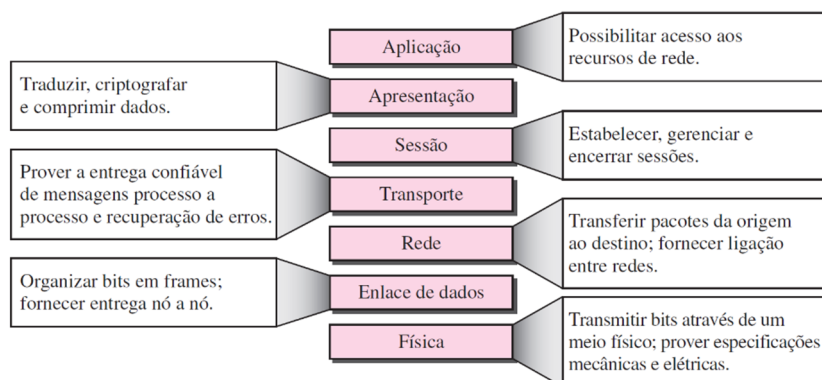 Aplicação
Possibilitar acesso aos
recursos de rede.
Traduzir, criptografar
e comprimir dados.
Apresentação
Sessão
Estabelecer, gerenciar e
encerrar sessões.
Prover a entrega confiável
de mensagens processo a
processo e recuperação de erros.
Transporte
Rede
Transferir pacotes da origem
ao destino; fornecer ligação
entre redes.
Organizar bits em frames;
fornecer entrega nó a nó.
Enlace de dados
Física
Transmitir bits através de um
meio físico; prover especificações
mecânicas e elétricas.